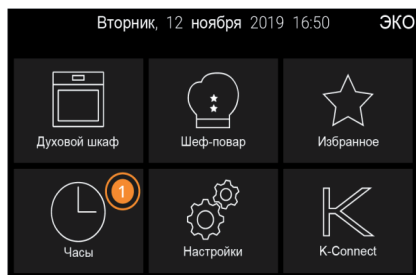 Вторник, 12 ноября 2019 16:50 ЭКО
Духовой шкаф Шеф-повар Избранное
1
Часы Настройки K-Connect